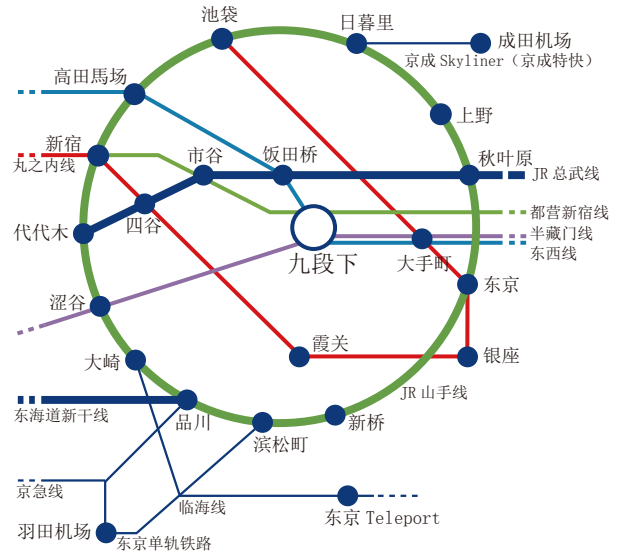 池袋
日暮里
成田机场
京成 Skyliner（京成特快）
高田馬场
上野
新宿
丸之内线
市谷
饭田桥
秋叶原
JR 总武线
代代木
四谷
都营新宿线
半藏门线
东西线
九段下
大手町
涩谷
东京
大崎
霞关
银座
JR 山手线
东海道新干线
品川
滨松町
新桥
京急线
临海线
东京 Teleport
羽田机场
东京单轨铁路